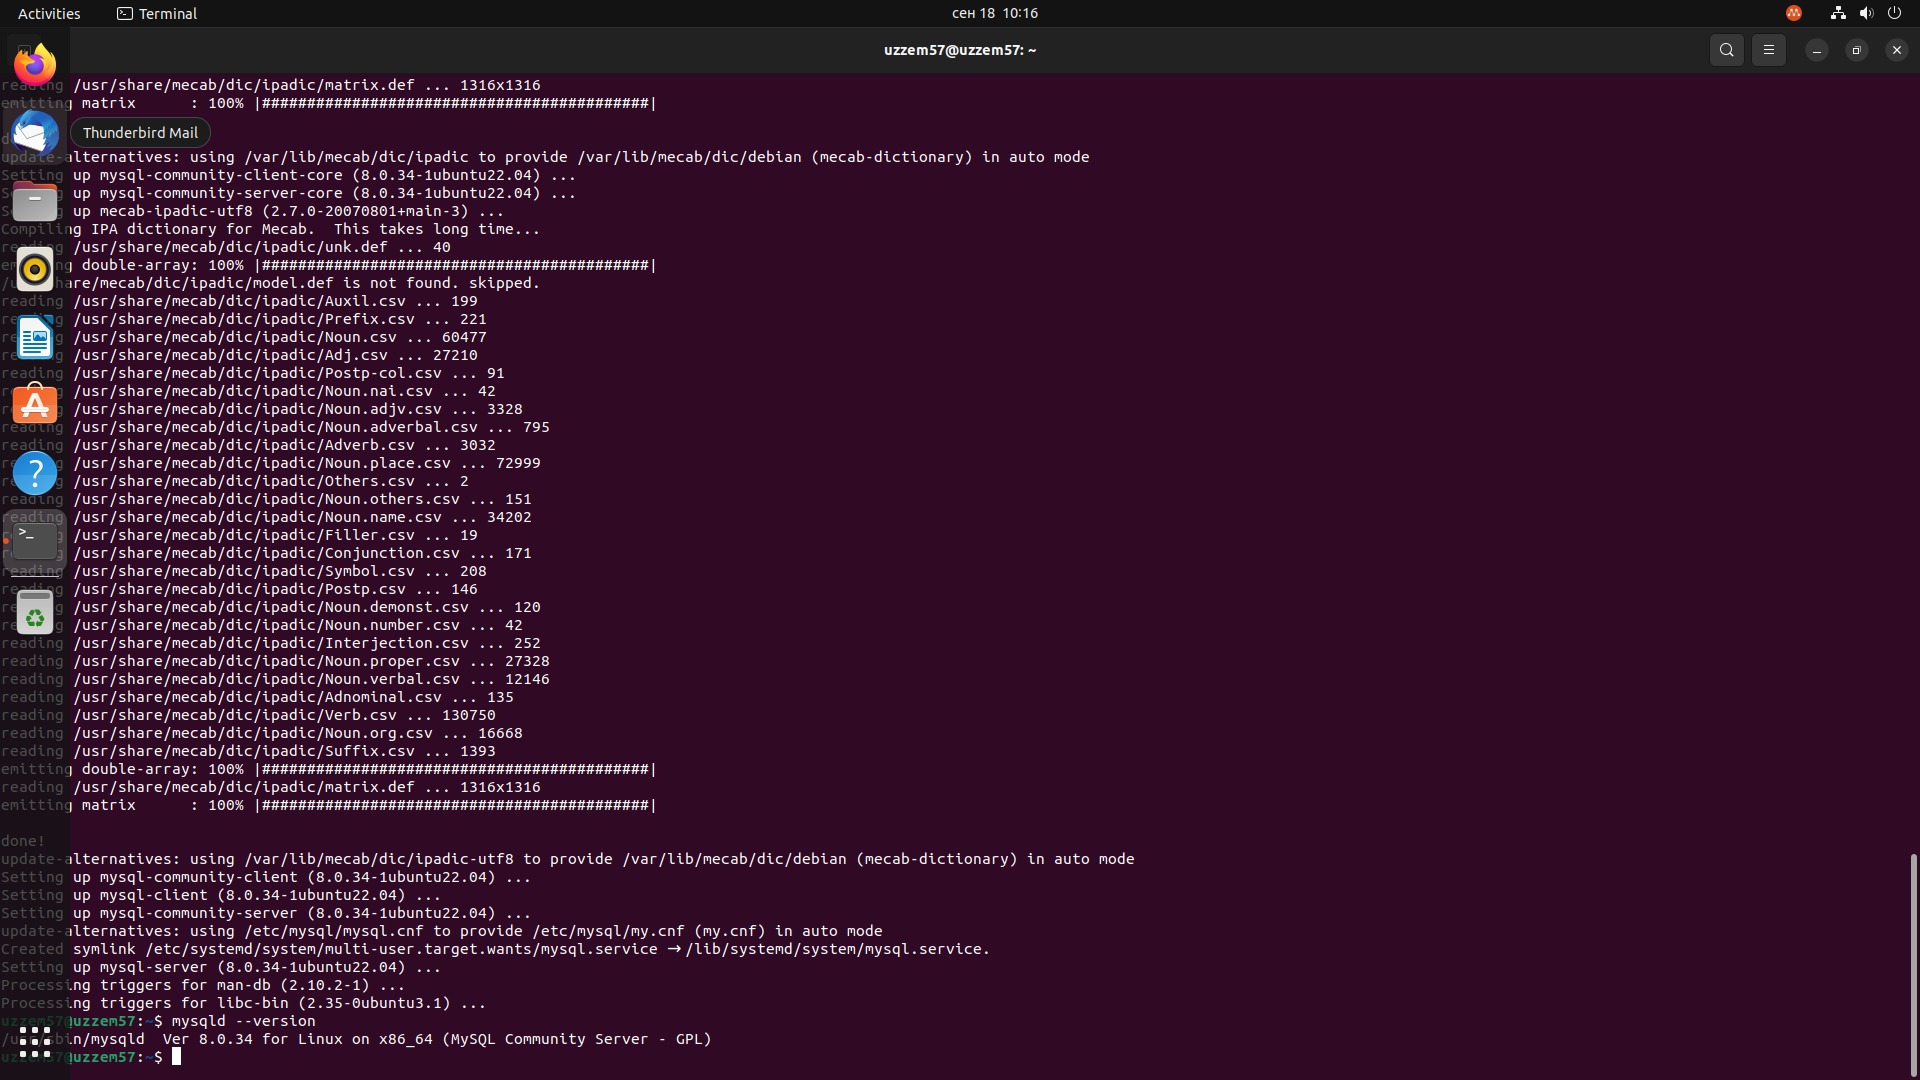 Activities
Terminal
сен 18 10:16
uzzem57@uzzem57: ~
reading /usr/share/mecab/dic/ipadic/matrix.def ... 1316x1316
emitting matrix      : 100% |###########################################|
Thunderbird Mail
update-alternatives: using /var/lib/mecab/dic/ipadic to provide /var/lib/mecab/dic/debian (mecab-dictionary) in auto mode
Setting up mysql-community-client-core (8.0.34-1ubuntu22.04) ...
up mysql-community-server-core (8.0.34-1ubuntu22.04) ...
up mecab-ipadic-utf8 (2.7.0-20070801+main-3) ...
Compiling IPA dictionary for Mecab.  This takes long time...
reading /usr/share/mecab/dic/ipadic/unk.def ... 40
double-array: 100% |###########################################|
/mecab/dic/ipadic/model.def is not found. skipped.
reading /usr/share/mecab/dic/ipadic/Auxil.csv ... 199
reading /usr/share/mecab/dic/ipadic/Prefix.csv ... 221
reading /usr/share/mecab/dic/ipadic/Noun.csv ... 60477
reading /usr/share/mecab/dic/ipadic/Adj.csv ... 27210
reading /usr/share/mecab/dic/ipadic/Postp-col.csv ... 91
reading /usr/share/mecab/dic/ipadic/Noun.nai.csv ... 42
reading /usr/share/mecab/dic/ipadic/Noun.adjv.csv ... 3328
reading /usr/share/mecab/dic/ipadic/Noun.adverbal.csv ... 795
reading /usr/share/mecab/dic/ipadic/Adverb.csv ... 3032
reading /usr/share/mecab/dic/ipadic/Noun.place.csv ... 72999
reading /usr/share/mecab/dic/ipadic/Others.csv ... 2
reading /usr/share/mecab/dic/ipadic/Noun.others.csv ... 151
reading /usr/share/mecab/dic/ipadic/Noun.name.csv ... 34202
reading /usr/share/mecab/dic/ipadic/Filler.csv ... 19
reading /usr/share/mecab/dic/ipadic/Conjunction.csv ... 171
reading /usr/share/mecab/dic/ipadic/Symbol.csv ... 208
reading /usr/share/mecab/dic/ipadic/Postp.csv ... 146
reading /usr/share/mecab/dic/ipadic/Noun.demonst.csv ... 120
reading /usr/share/mecab/dic/ipadic/Noun.number.csv ... 42
reading /usr/share/mecab/dic/ipadic/Interjection.csv ... 252
reading /usr/share/mecab/dic/ipadic/Noun.proper.csv ... 27328
reading /usr/share/mecab/dic/ipadic/Noun.verbal.csv ... 12146
reading /usr/share/mecab/dic/ipadic/Adnominal.csv ... 135
reading /usr/share/mecab/dic/ipadic/Verb.csv ... 130750
reading /usr/share/mecab/dic/ipadic/Noun.org.csv ... 16668
reading /usr/share/mecab/dic/ipadic/Suffix.csv ... 1393
emitting double-array: 100% |###########################################|
reading /usr/share/mecab/dic/ipadic/matrix.def ... 1316x1316
emitting matrix      : 100% |###########################################|
done!
update-alternatives: using /var/lib/mecab/dic/ipadic-utf8 to provide /var/lib/mecab/dic/debian (mecab-dictionary) in auto mode
Setting up mysql-community-client (8.0.34-1ubuntu22.04) ...
Setting up mysql-client (8.0.34-1ubuntu22.04) ...
Setting up mysql-community-server (8.0.34-1ubuntu22.04) ...
update-alternatives: using /etc/mysql/mysql.cnf to provide /etc/mysql/my.cnf (my.cnf) in auto mode
Created symlink /etc/systemd/system/multi-user.target.wants/mysql.service → /lib/systemd/system/mysql.service.
Setting up mysql-server (8.0.34-1ubuntu22.04) ...
Processing triggers for man-db (2.10.2-1) ...
Processing triggers for libc-bin (2.35-0ubuntu3.1) ...
uzzem57@uzzem57:~$ mysqld --version
/usr/sbin/mysqld  Ver 8.0.34 for Linux on x86_64 (MySQL Community Server - GPL)
uzzem57@uzzem57:~$